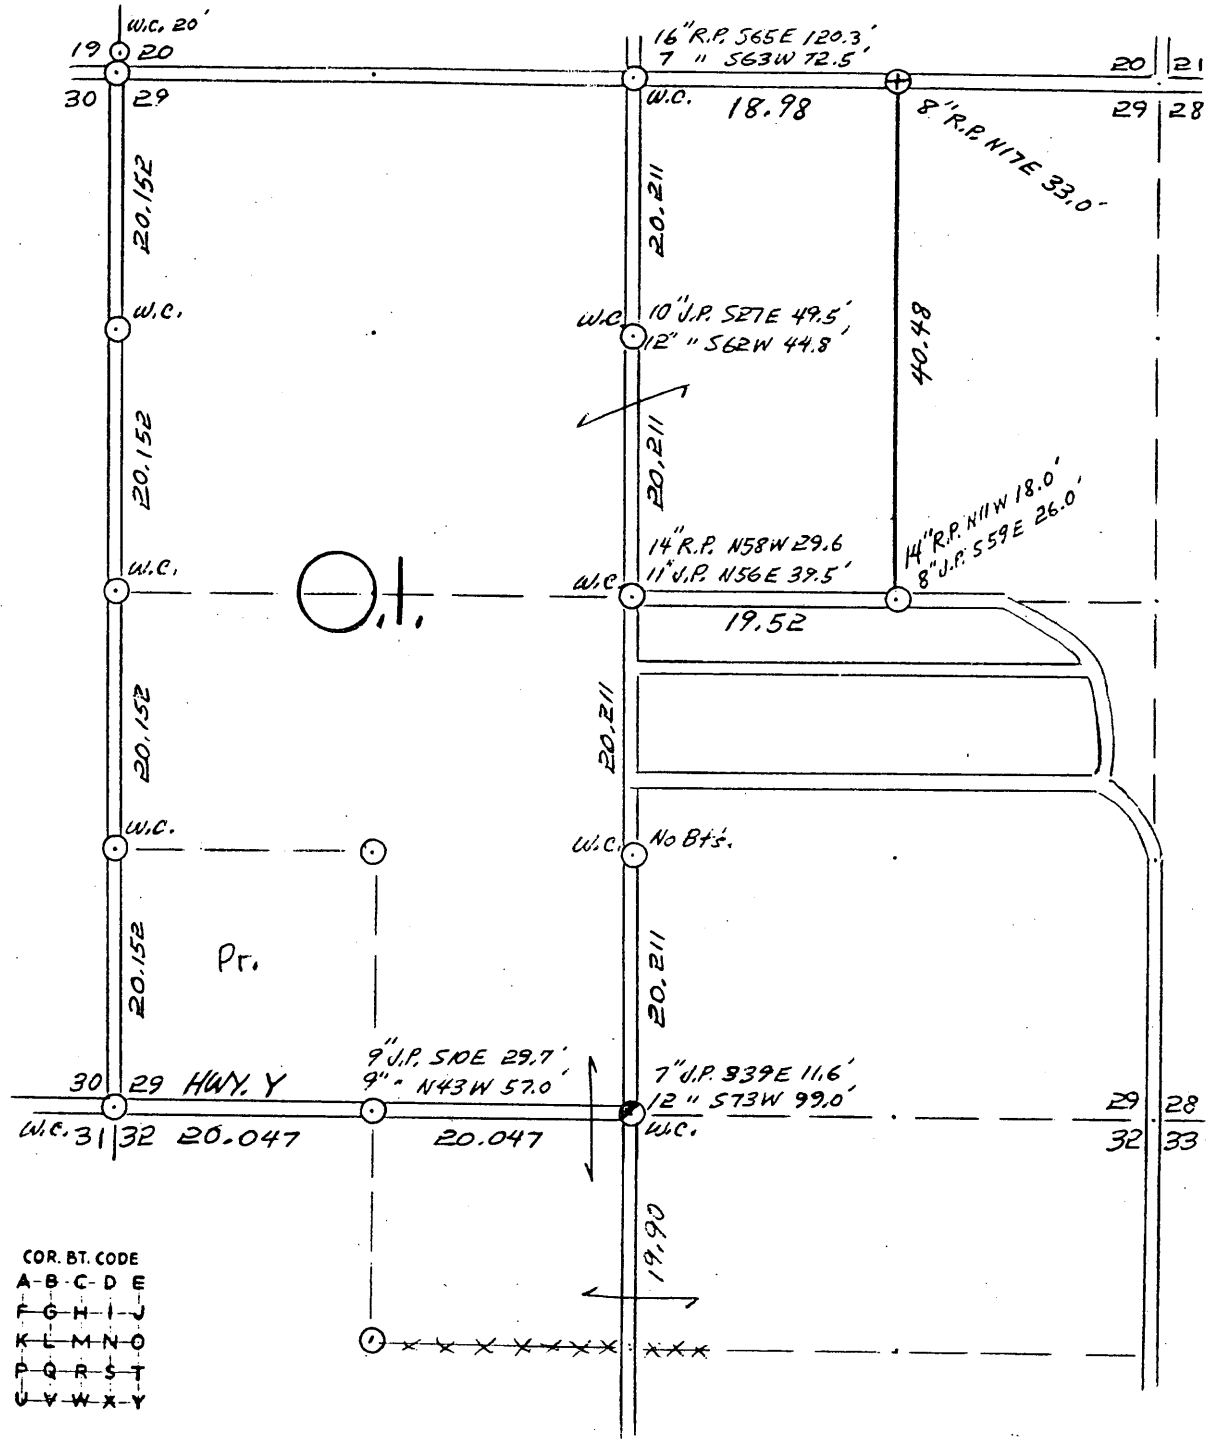 W.C. 20'
19 20
30 29
16" R.P. S65E 120.3'
7 " S63W 72.5'
W.C.
18.98
20 21
29 28
8" R.P. N17E 33.0'
20.152
20.211
40.48
W.C.
W.C.
10" J.P. S27E 49.5'
12" " S62W 44.8'
20.152
20.211
W.C.
O.I.
W.C.
14" R.P. N58W 29.6
11" J.P. N56E 39.5'
14" R.P. N11W 18.0'
8" J.P. S59E 26.0'
19.52
20.152
20.211
W.C.
W.C.
No Bt's.
20.152
Pr.
20.211
30 29 HWY. Y
9" J.P. S10E 29.7'
9" " N43W 57.0'
7" J.P. S39E 11.6'
12 " S73W 99.0'
29 28
32 33
W.C. 31 32
20.047
20.047
W.C.
19.90
COR. BT. CODE
A-B-C-D E
F-G-H-I-J
K-L-M-N-O
P-Q-R-S-T
U-V-W-X-Y